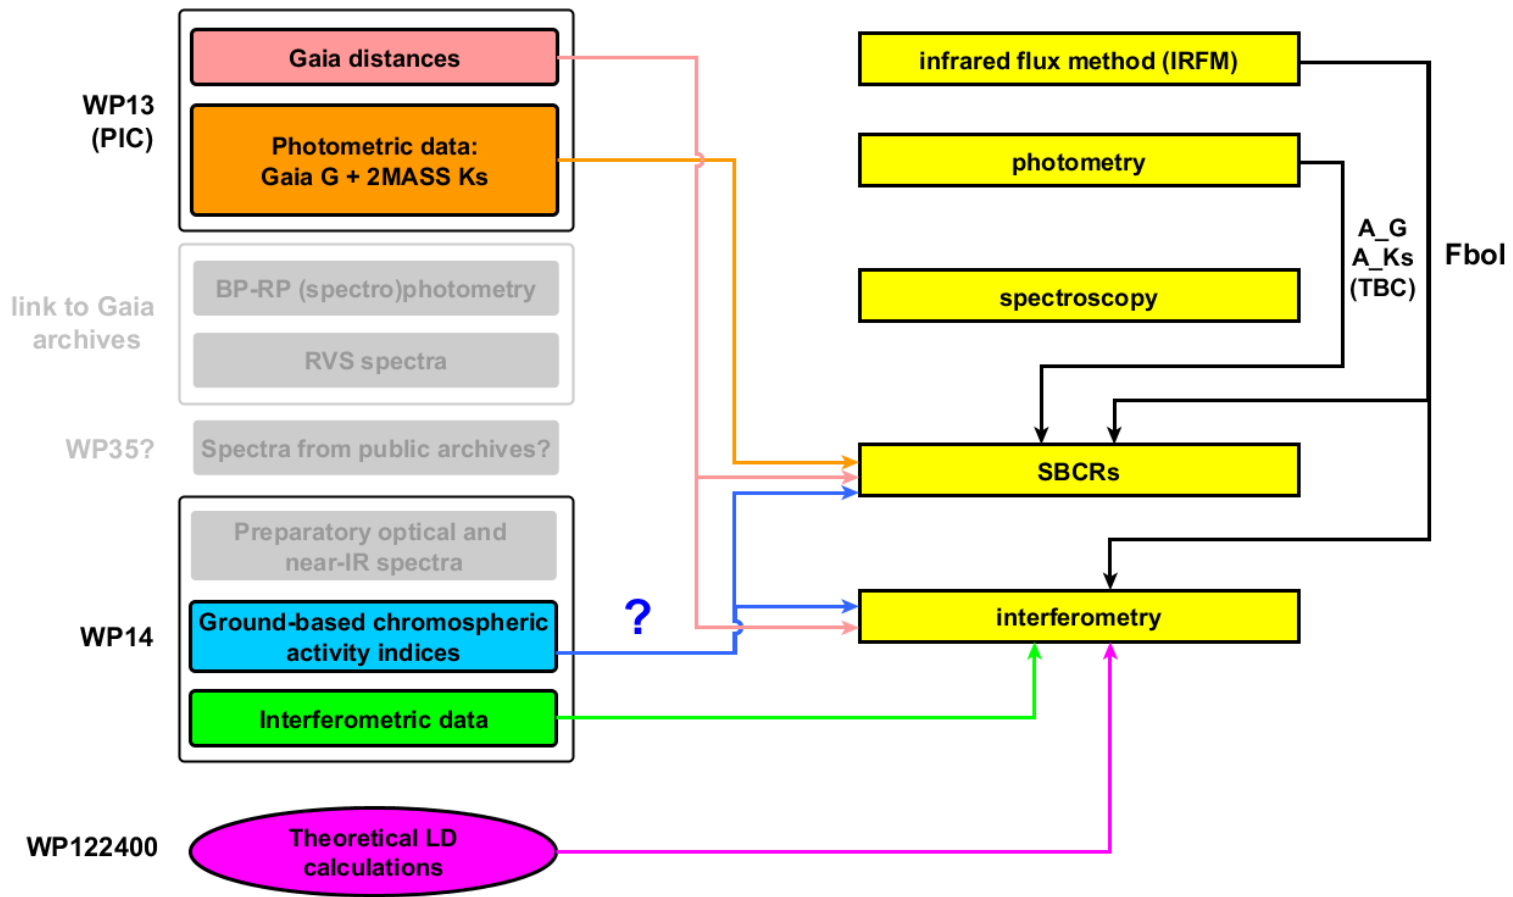 WP13
(PIC)
Gaia distances
Photometric data:
Gaia G + 2MASS Ks
link to Gaia
archives
BP-RP (spectro)photometry
RVS spectra
WP35?
Spectra from public archives?
WP14
Preparatory optical and
near-IR spectra
Ground-based chromospheric
activity indices
?
Interferometric data
WP122400
Theoretical LD
calculations
infrared flux method (IRFM)
photometry
spectroscopy
A_G
A_Ks
(TBC)
Fbol
SBCRs
interferometry